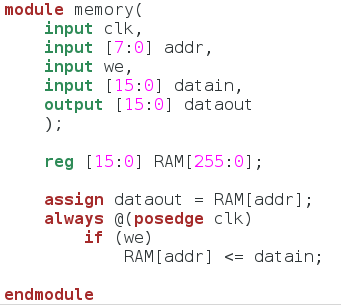 module memory(
    input clk,
    input [7:0] addr,
    input we,
    input [15:0] datain,
    output [15:0] dataout
    );

    reg [15:0] RAM[255:0];

    assign dataout = RAM[addr];
    always @(posedge clk)
        if (we)
            RAM[addr] <= datain;

endmodule